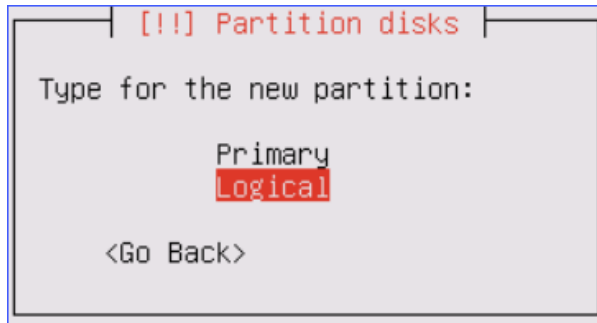 [!!] Partition disks
Type for the new partition:
Primary
Logical
<Go Back>